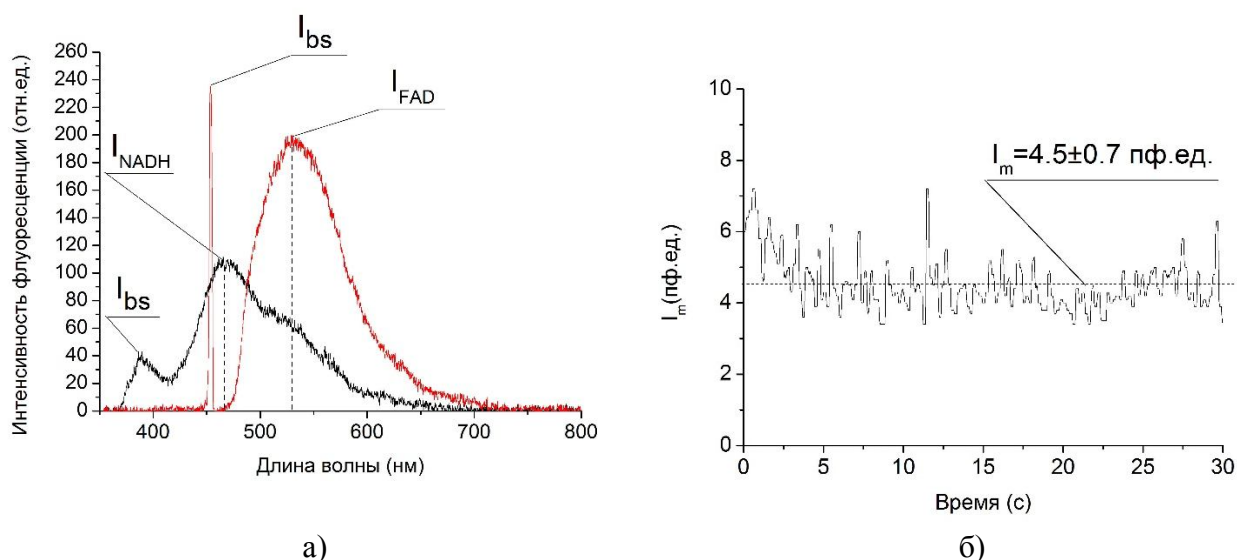 I_bs
I_FAD
I_NADH
I_bs
Интенсивность флуоресценции (отн.ед.)
260
240
220
200
180
160
140
120
100
80
60
40
20
0
400 500 600 700 800
Длина волны (нм)
а)
I_m=4.5±0.7 пф.ед.
I_m(пф.ед.)
10
8
6
4
2
0
0 5 10 15 20 25 30
Время (с)
б)